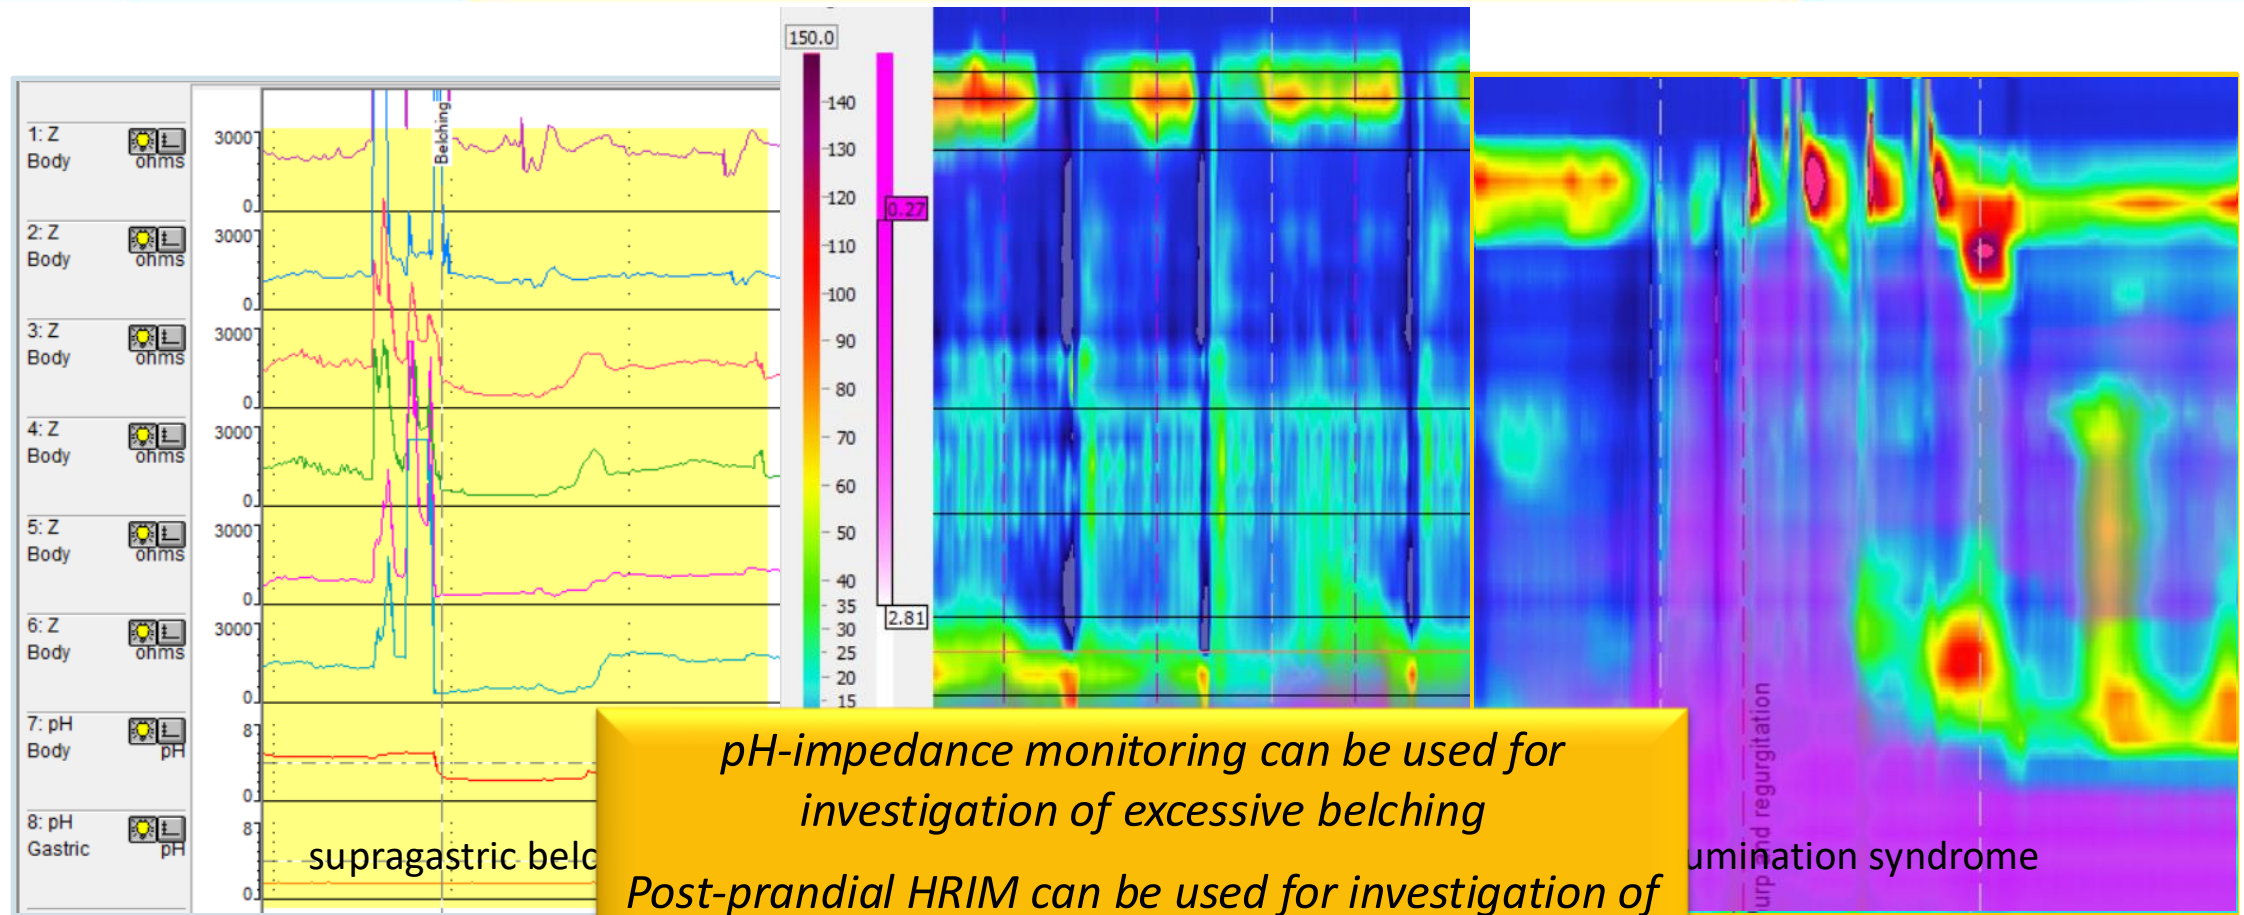 1: Z
Body
ohms
3000
0
2: Z
Body
ohms
3000
0
3: Z
Body
ohms
3000
0
4: Z
Body
ohms
3000
0
5: Z
Body
ohms
3000
0
6: Z
Body
ohms
3000
0
7: pH
Body
pH
8
0
8: pH
Gastric
pH
8
0
Belching
supragastric belc
150.0
140
130
120
110
100
90
80
70
60
50
40
35
30
25
20
15
0.27
2.81
pH-impedance monitoring can be used for
investigation of excessive belching
Post-prandial HRIM can be used for investigation of
urp and regurgitation
umination syndrome